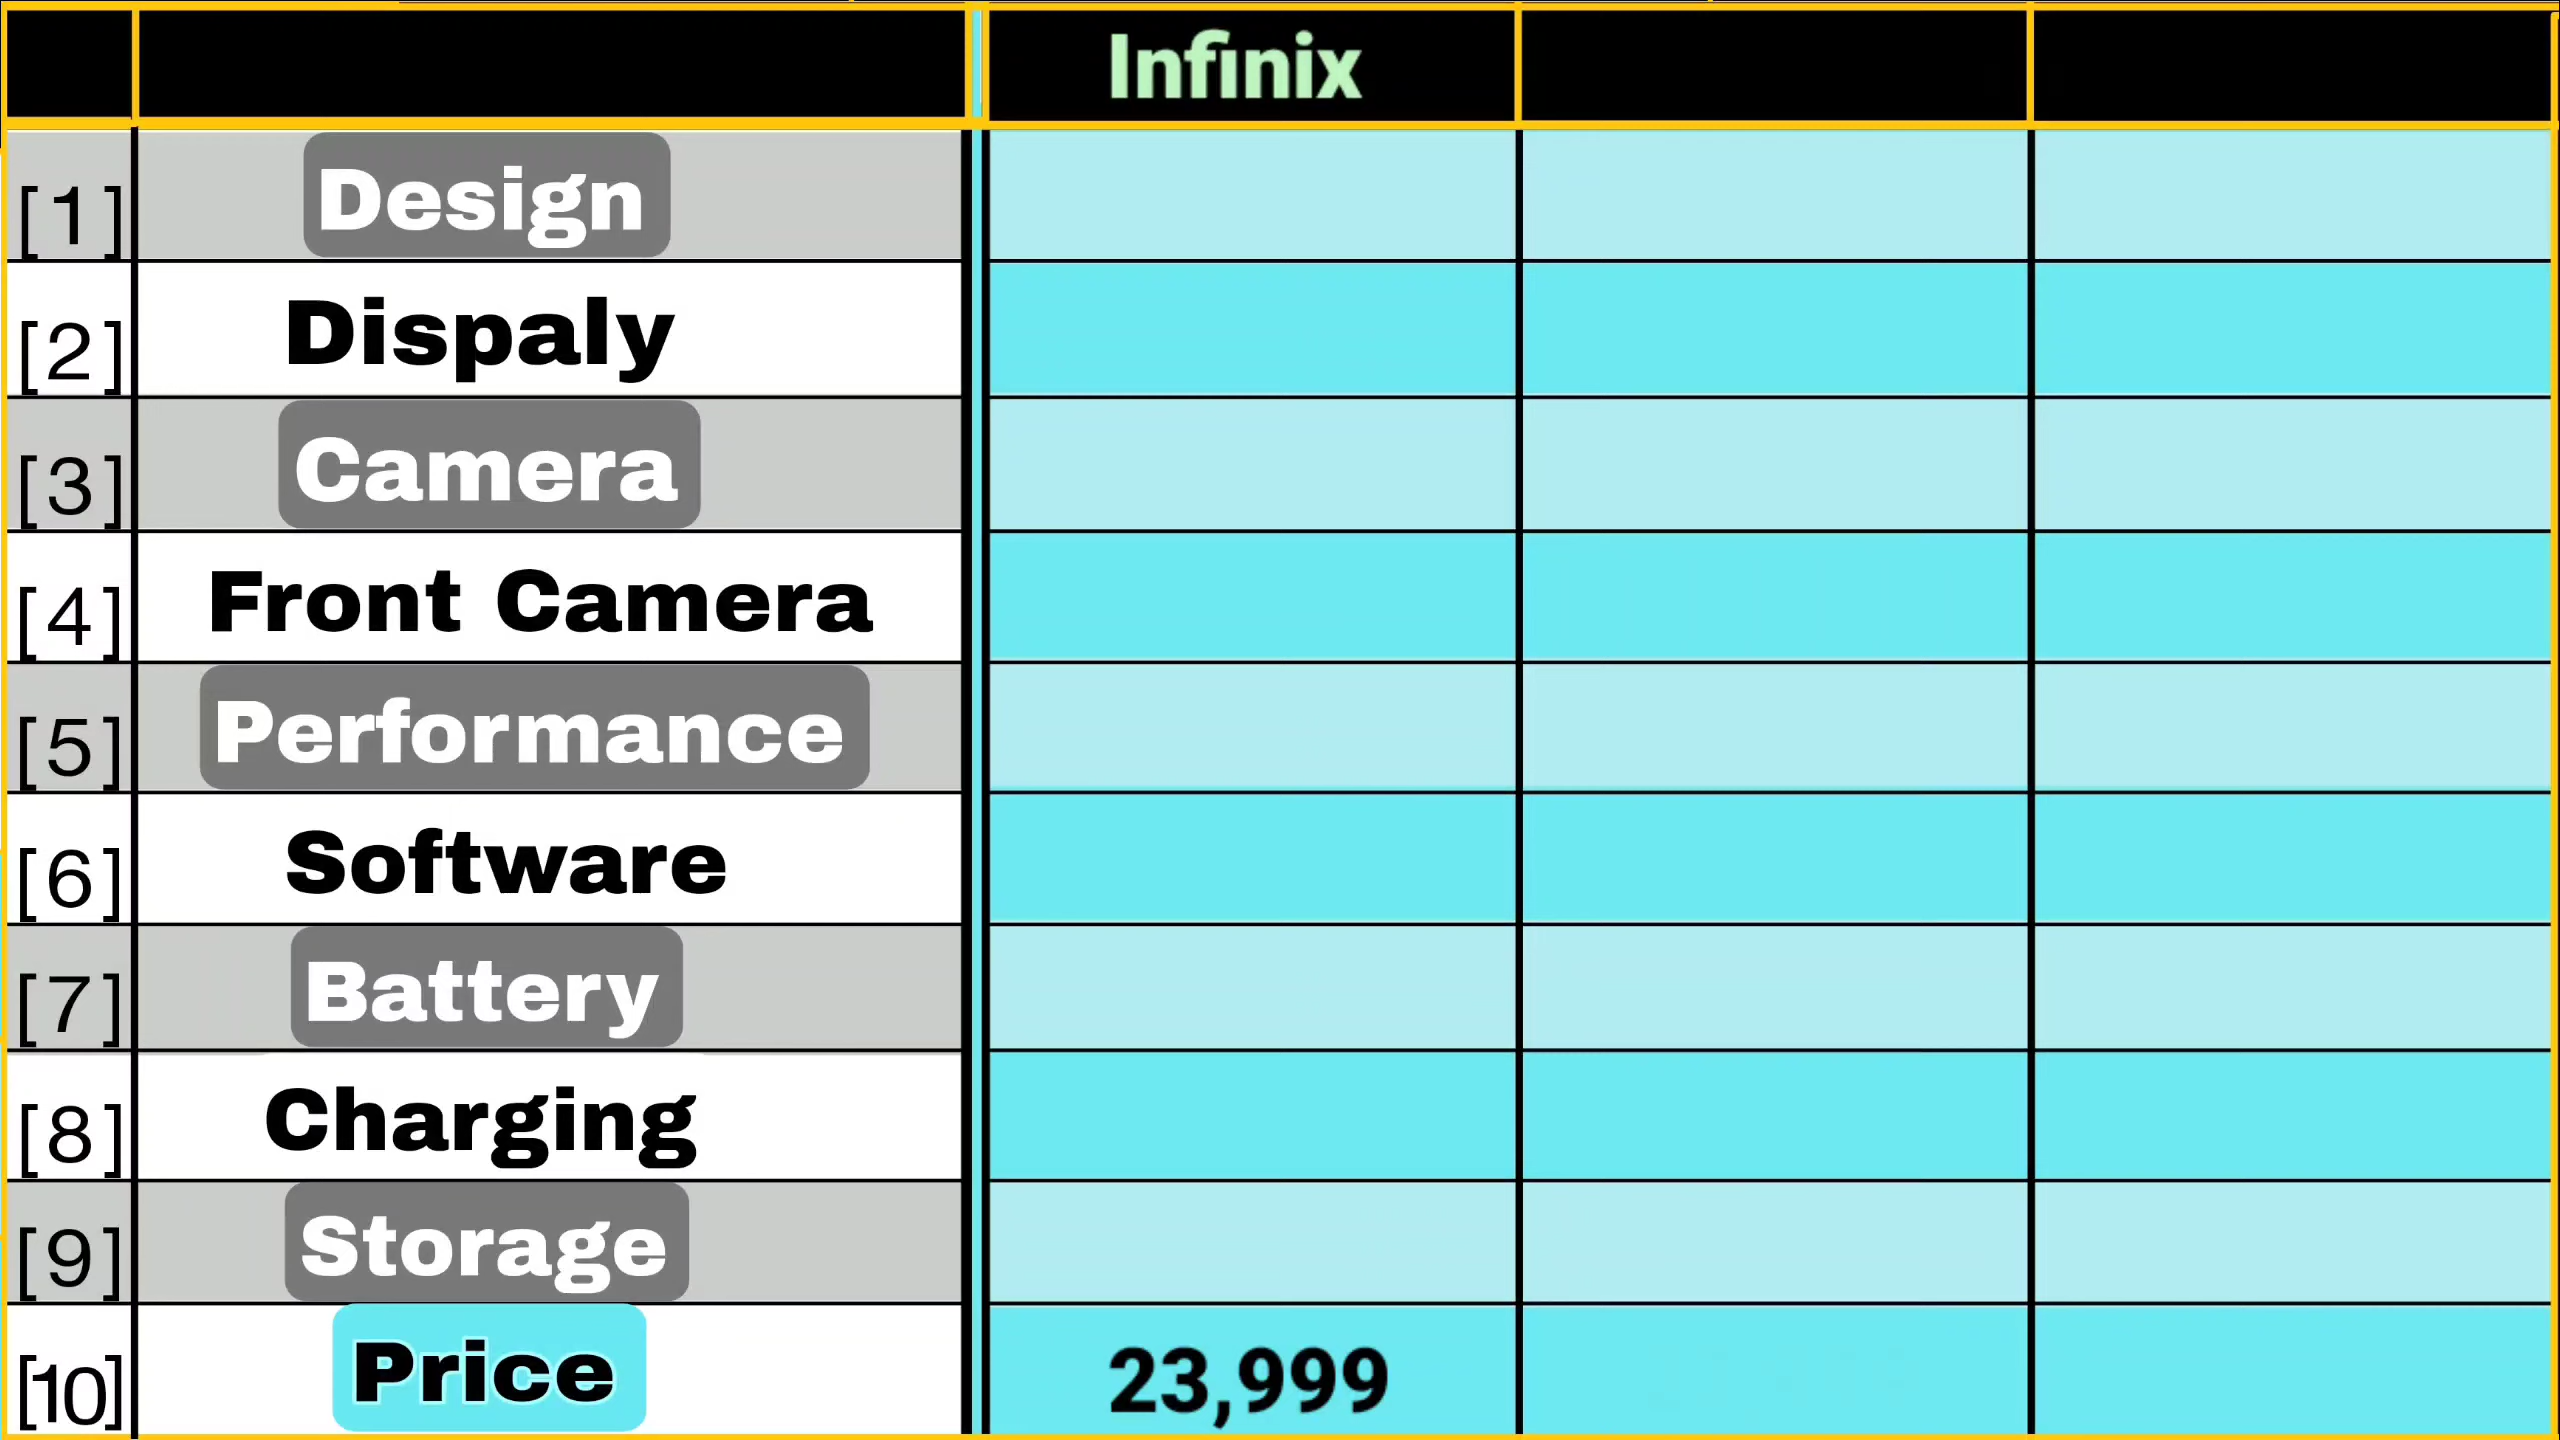 Infinix
[1] Design
[2] Dispaly
[3] Camera
[4] Front Camera
[5] Performance
[6] Software
[7] Battery
[8] Charging
[9] Storage
[10] Price 23,999